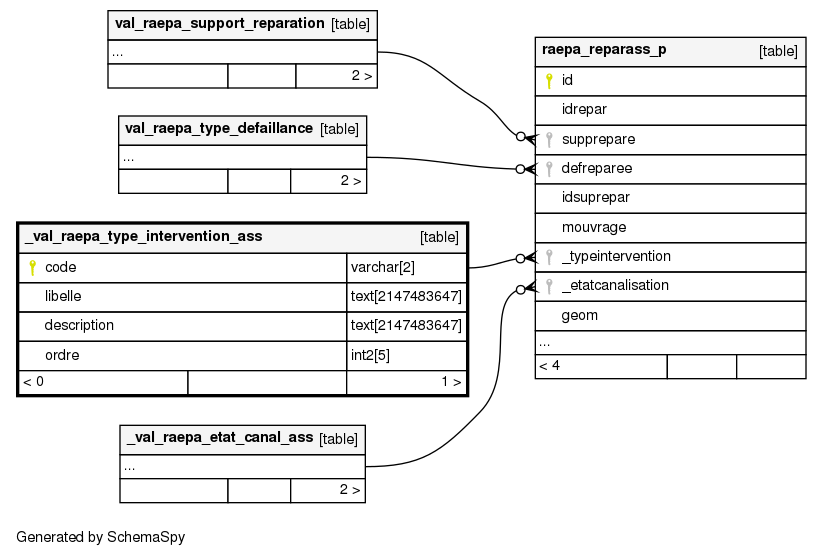 val_raepa_support_reparation [table]
...
2 >
val_raepa_type_defaillance [table]
...
2 >
_val_raepa_type_intervention_ass [table]
code varchar[2]
libelle text[2147483647]
description text[2147483647]
ordre int2[5]
< 0 1 >
_val_raepa_etat_canal_ass [table]
...
2 >
raepa_reparass_p [table]
id
idrepar
supprepare
defreparee
idsuprepar
mouvrage
_typeintervention
_etatcanalisation
geom
...
< 4
Generated by SchemaSpy